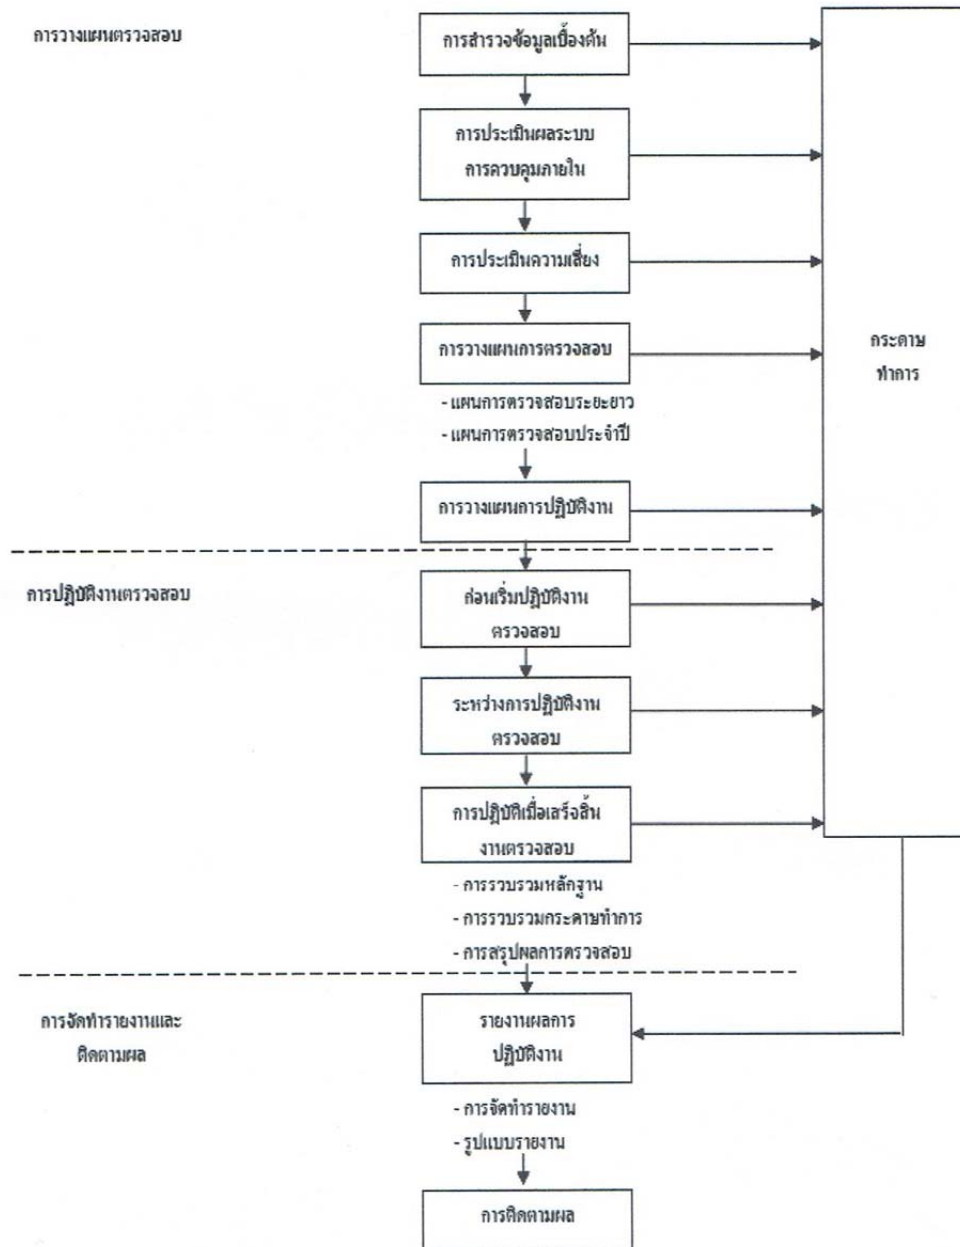 การวางแผนตรวจสอบ
การสำรวจข้อมูลเบื้องต้น
การประเมินผลระบบ
การควบคุมภายใน
การประเมินความเสี่ยง
การวางแผนการตรวจสอบ
- แผนการตรวจสอบระยะยาว
- แผนการตรวจสอบประจำปี
การวางแผนการปฏิบัติงาน
กระดาษ
ทำการ
การปฏิบัติงานตรวจสอบ
ก่อนเริ่มปฏิบัติงาน
ตรวจสอบ
ระหว่างการปฏิบัติงาน
ตรวจสอบ
การปฏิบัติเมื่อเสร็จสิ้น
งานตรวจสอบ
- การรวบรวมหลักฐาน
- การรวบรวมกระดาษทำการ
- การสรุปผลการตรวจสอบ
การจัดทำรายงานและ
ติดตามผล
รายงานผลการ
ปฏิบัติงาน
- การจัดทำรายงาน
- รูปแบบรายงาน
การติดตามผล